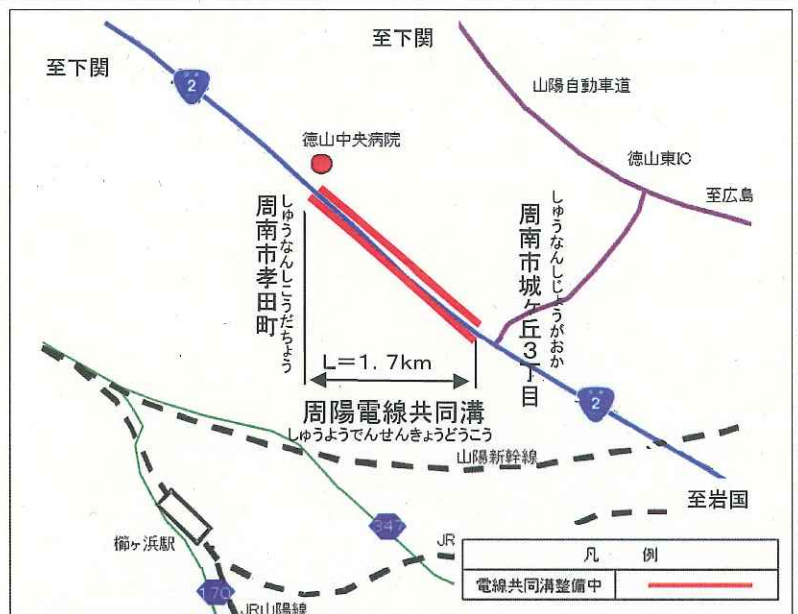 至下関
至下関
2
山陽自動車道
徳山中央病院
徳山東IC
至広島
しゅうなんしこうだちょう
周南市孝田町
しゅうなんしじょうがおか
周南市城ヶ丘3丁目
L=1.7km
周陽電線共同溝
しゅうようでんせんきょうどうこう
2
山陽新幹線
至岩国
347
櫛ヶ浜駅
JR
170
JR山陽線
凡 例
電線共同溝整備中